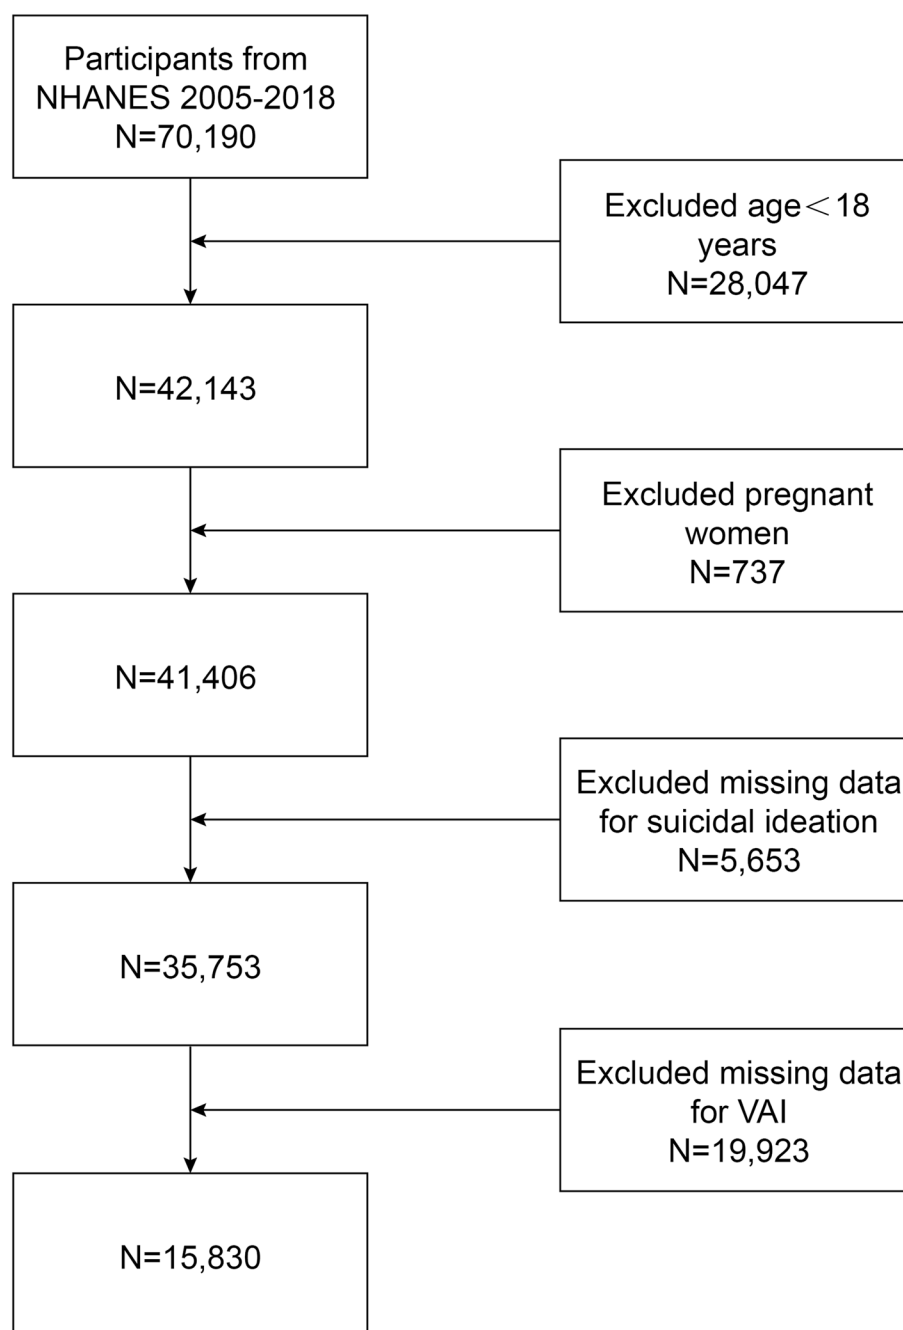 Participants from
NHANES 2005-2018
N=70,190
Excluded age<18
years
N=28,047
N=42,143
Excluded pregnant
women
N=737
N=41,406
Excluded missing data
for suicidal ideation
N=5,653
N=35,753
Excluded missing data
for VAI
N=19,923
N=15,830